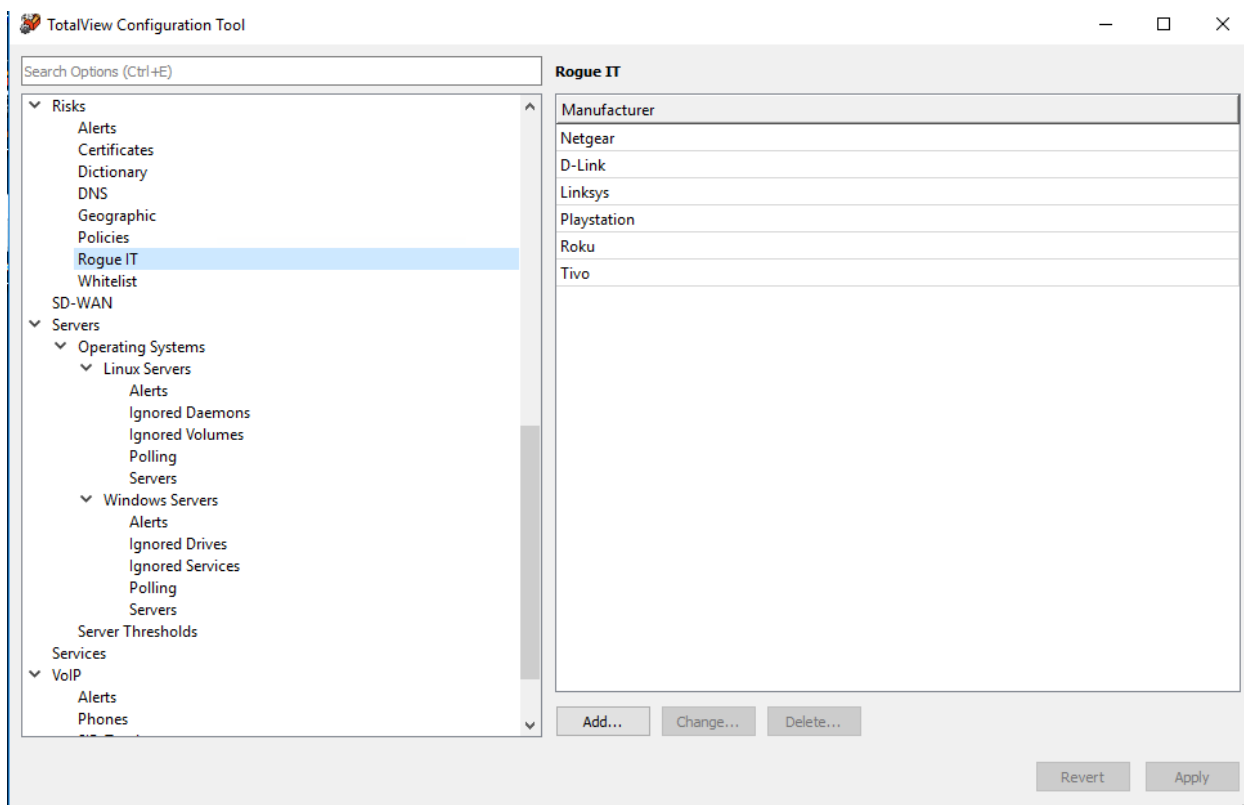 TotalView Configuration Tool
Search Options (Ctrl+E)
Risks
Alerts
Certificates
Dictionary
DNS
Geographic
Policies
Rogue IT
Whitelist
SD-WAN
Servers
Operating Systems
Linux Servers
Alerts
Ignored Daemons
Ignored Volumes
Polling
Servers
Windows Servers
Alerts
Ignored Drives
Ignored Services
Polling
Servers
Server Thresholds
Services
VoIP
Alerts
Phones
Rogue IT
Manufacturer
Netgear
D-Link
Linksys
Playstation
Roku
Tivo
Add... Change... Delete...
Revert Apply